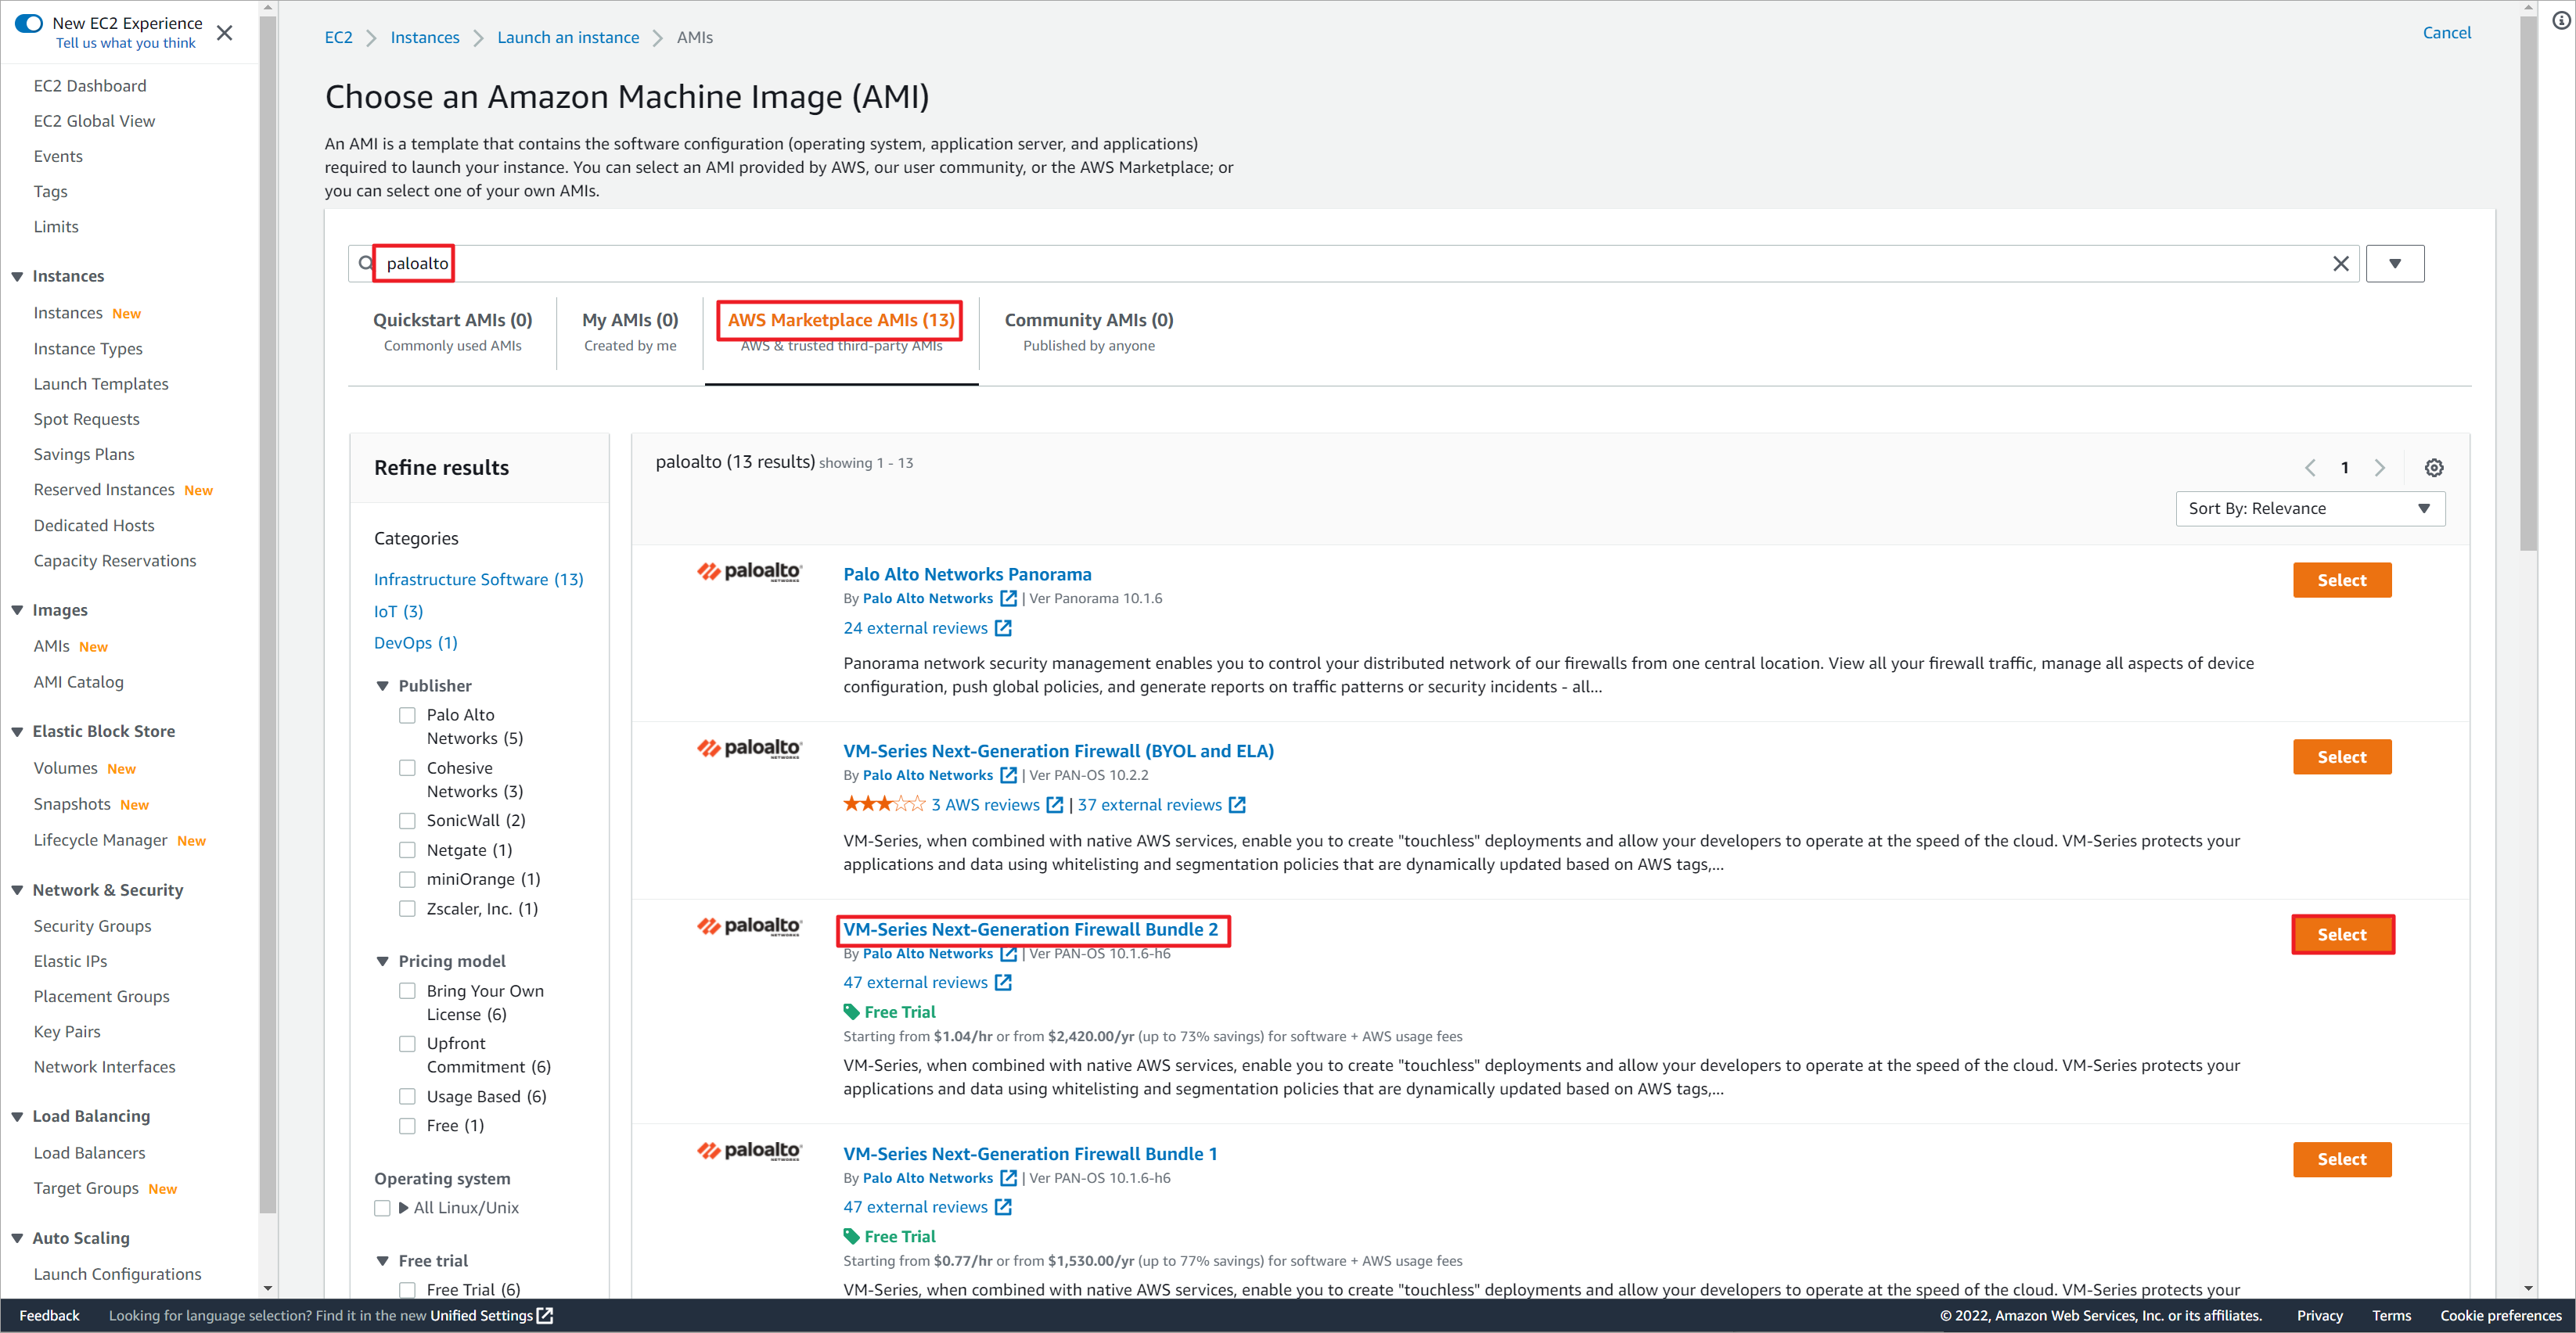 New EC2 Experience
Tell us what you think
EC2 Dashboard
EC2 Global View
Events
Tags
Limits
Instances
Instances New
Instance Types
Launch Templates
Spot Requests
Savings Plans
Reserved Instances New
Dedicated Hosts
Capacity Reservations
Images
AMIs New
AMI Catalog
Elastic Block Store
Volumes New
Snapshots New
Lifecycle Manager New
Network & Security
Security Groups
Elastic IPs
Placement Groups
Key Pairs
Network Interfaces
Load Balancing
Load Balancers
Target Groups New
Auto Scaling
Launch Configurations
EC2 > Instances > Launch an instance > AMIs
Cancel
Choose an Amazon Machine Image (AMI)
An AMI is a template that contains the software configuration (operating system, application server, and applications)
required to launch your instance. You can select an AMI provided by AWS, our user community, or the AWS Marketplace; or
you can select one of your own AMIs.
paloalto
Quickstart AMIs (0)
Commonly used AMIs
My AMIs (0)
Created by me
AWS Marketplace AMIs (13)
AWS & trusted third-party AMIs
Community AMIs (0)
Published by anyone
Refine results
Categories
Infrastructure Software (13)
IoT (3)
DevOps (1)
Publisher
Palo Alto
Networks (5)
Cohesive
Networks (3)
SonicWall (2)
Netgate (1)
miniOrange (1)
Zscaler, Inc. (1)
Pricing model
Bring Your Own
License (6)
Upfront
Commitment (6)
Usage Based (6)
Free (1)
Operating system
All Linux/Unix
Free trial
Free Trial (6)
paloalto (13 results) showing 1 - 13
1
Sort By: Relevance
paloalto NETWORKS
Palo Alto Networks Panorama
Select
By Palo Alto Networks | Ver Panorama 10.1.6
24 external reviews
Panorama network security management enables you to control your distributed network of our firewalls from one central location. View all your firewall traffic, manage all aspects of device
configuration, push global policies, and generate reports on traffic patterns or security incidents - all...
paloalto NETWORKS
VM-Series Next-Generation Firewall (BYOL and ELA)
Select
By Palo Alto Networks | Ver PAN-OS 10.2.2
3 AWS reviews | 37 external reviews
VM-Series, when combined with native AWS services, enable you to create "touchless" deployments and allow your developers to operate at the speed of the cloud. VM-Series protects your
applications and data using whitelisting and segmentation policies that are dynamically updated based on AWS tags,...
paloalto NETWORKS
VM-Series Next-Generation Firewall Bundle 2
Select
By Palo Alto Networks | Ver PAN-OS 10.1.6-h6
47 external reviews
Free Trial
Starting from $1.04/hr or from $2,420.00/yr (up to 73% savings) for software + AWS usage fees
VM-Series, when combined with native AWS services, enable you to create "touchless" deployments and allow your developers to operate at the speed of the cloud. VM-Series protects your
applications and data using whitelisting and segmentation policies that are dynamically updated based on AWS tags,...
paloalto NETWORKS
VM-Series Next-Generation Firewall Bundle 1
Select
By Palo Alto Networks | Ver PAN-OS 10.1.6-h6
47 external reviews
Free Trial
Starting from $0.77/hr or from $1,530.00/yr (up to 77% savings) for software + AWS usage fees
VM-Series, when combined with native AWS services, enable you to create "touchless" deployments and allow your developers to operate at the speed of the cloud. VM-Series protects your
Feedback
Looking for language selection? Find it in the new Unified Settings
© 2022, Amazon Web Services, Inc. or its affiliates.
Privacy
Terms
Cookie preferences